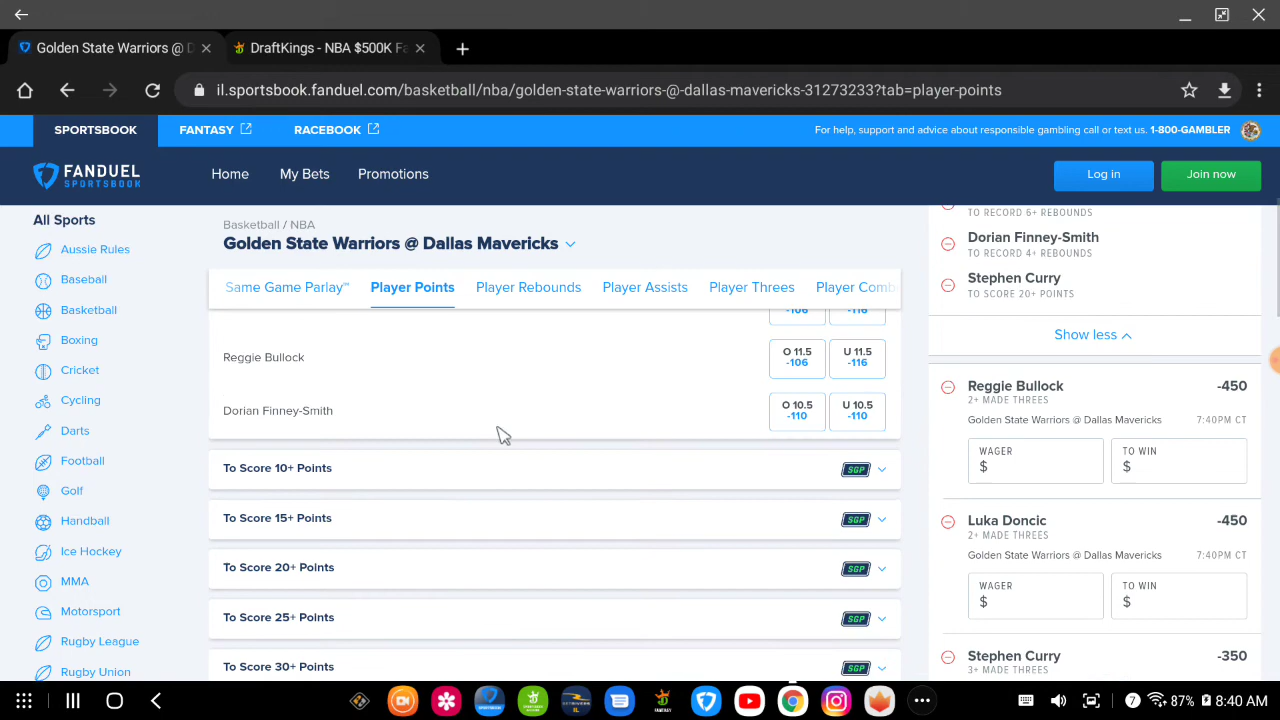 Golden State Warriors @ D
DraftKings - NBA $500K Fa
il.sportsbook.fanduel.com/basketball/nba/golden-state-warriors-@-dallas-mavericks-31273233?tab=player-points
SPORTSBOOK
FANTASY
RACEBOOK
For help, support and advice about responsible gambling call or text us. 1-800-GAMBLER
FANDUEL
SPORTSBOOK
Home
My Bets
Promotions
Log in
Join now
All Sports
Aussie Rules
Baseball
Basketball
Boxing
Cricket
Cycling
Darts
Football
Golf
Handball
Ice Hockey
MMA
Motorsport
Rugby League
Rugby Union
Basketball / NBA
Golden State Warriors @ Dallas Mavericks
Same Game Parlay™
Player Points
Player Rebounds
Player Assists
Player Threes
Player Comb
-106
-116
Reggie Bullock
O 11.5
-106
U 11.5
-116
Dorian Finney-Smith
O 10.5
-110
U 10.5
-110
To Score 10+ Points
SGP
To Score 15+ Points
SGP
To Score 20+ Points
SGP
To Score 25+ Points
SGP
To Score 30+ Points
SGP
TO RECORD 6+ REBOUNDS
Dorian Finney-Smith
TO RECORD 4+ REBOUNDS
Stephen Curry
TO SCORE 20+ POINTS
Show less
Reggie Bullock
-450
2+ MADE THREES
Golden State Warriors @ Dallas Mavericks
7:40PM CT
WAGER
$
TO WIN
$
Luka Doncic
-450
2+ MADE THREES
Golden State Warriors @ Dallas Mavericks
7:40PM CT
WAGER
$
TO WIN
$
Stephen Curry
-350
3+ MADE THREES
7
87%
8:40 AM